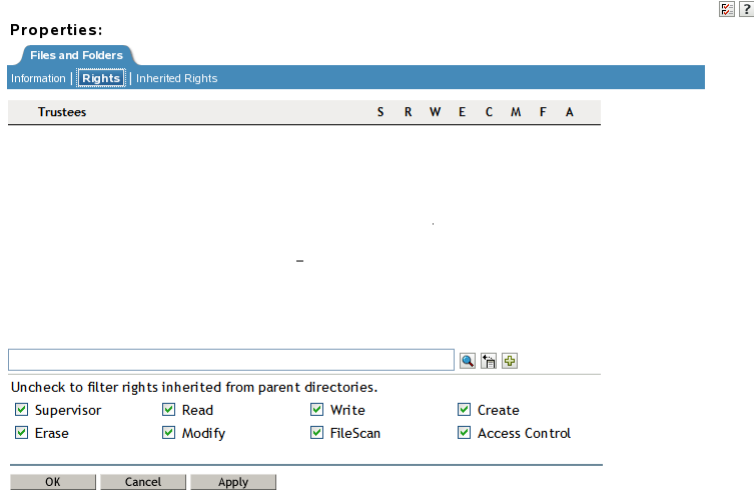 ?
Properties:
Files and Folders
Information | Rights | Inherited Rights
Trustees S R W E C M F A
Uncheck to filter rights inherited from parent directories.
Supervisor Read Write Create
Erase Modify FileScan Access Control
OK Cancel Apply